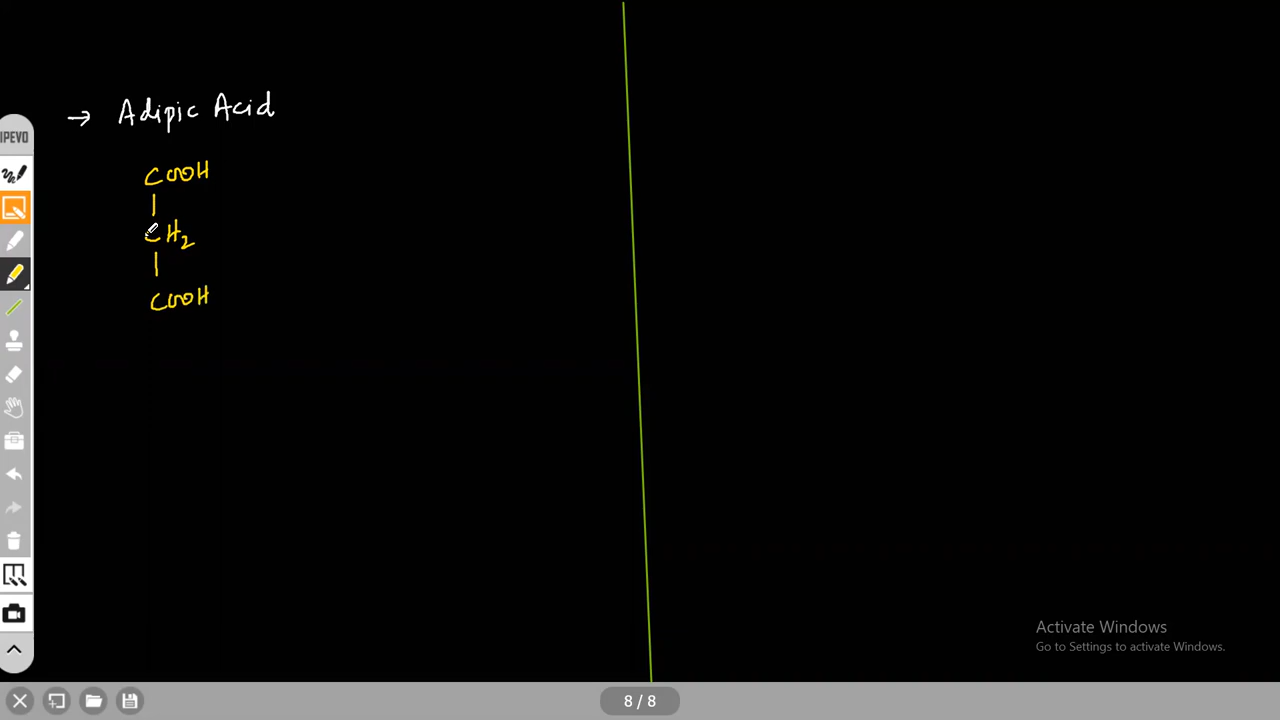 → Adipic Acid
COOH
|
CH2
|
COOH
IPEVO
Activate Windows
Go to Settings to activate Windows.
8 / 8